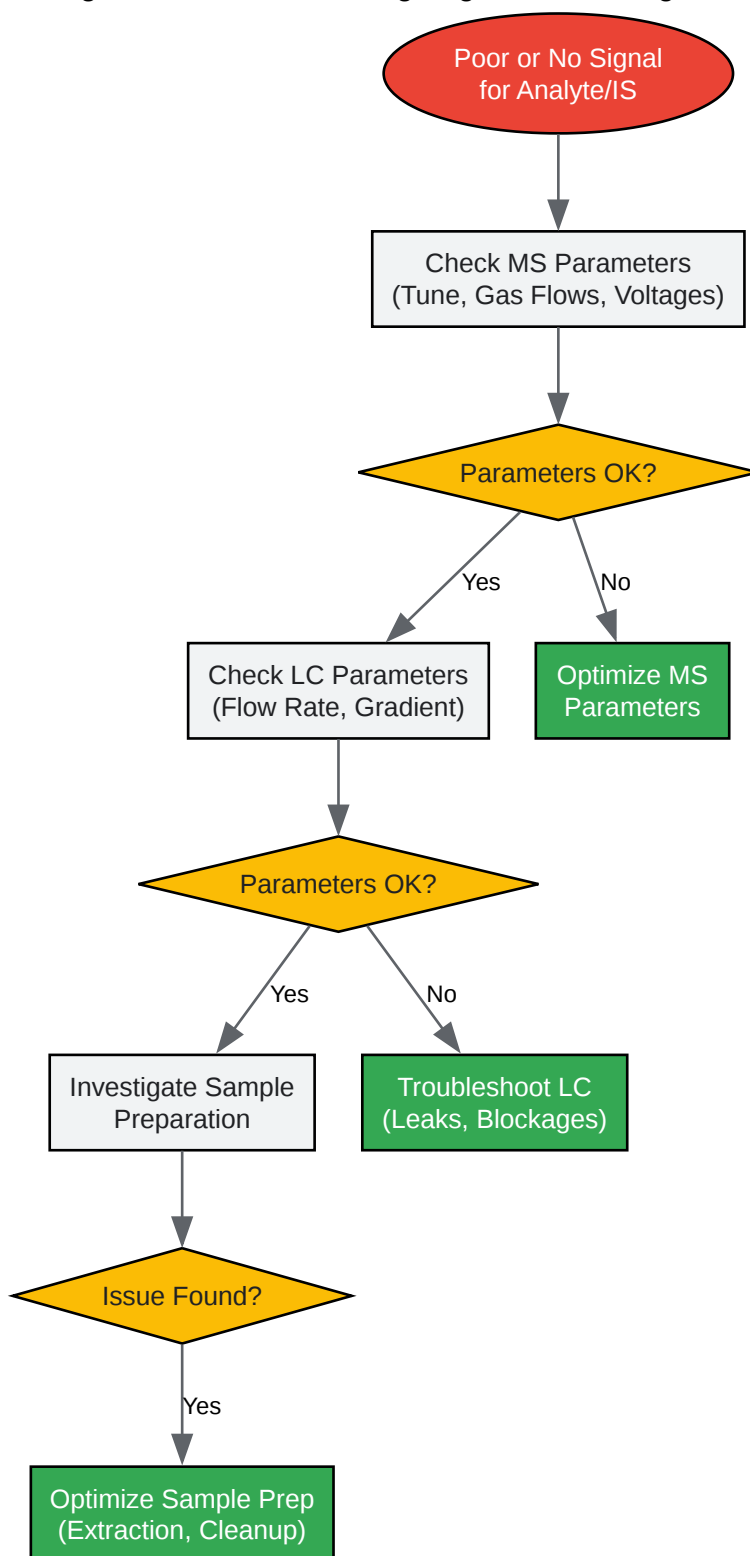 Poor or No Signal
for Analyte/IS
Check MS Parameters
(Tune, Gas Flows, Voltages)
Parameters OK?
Yes
No
Check LC Parameters
(Flow Rate, Gradient)
Optimize MS
Parameters
Parameters OK?
Yes
No
Investigate Sample
Preparation
Troubleshoot LC
(Leaks, Blockages)
Issue Found?
Yes
Optimize Sample Prep
(Extraction, Cleanup)